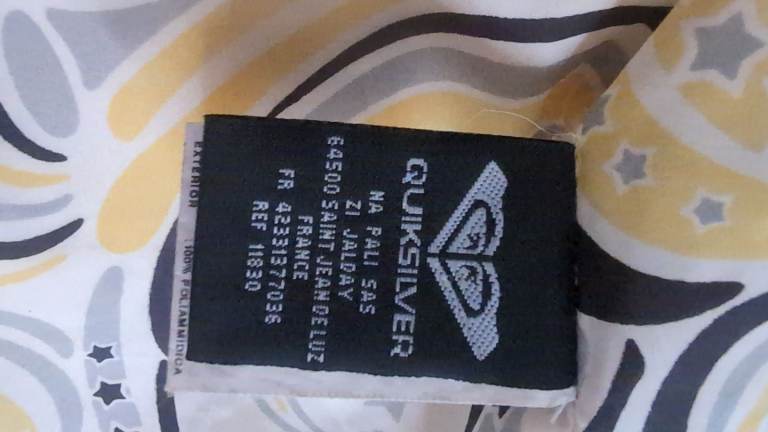 QUIKSILVER
NA PALI SAS
ZI JALDAY
64500 SAINT JEAN DE LUZ
FRANCE
FR 42331377036
REF 11830
EXTERIOR : 100% POLIAMMIDICA